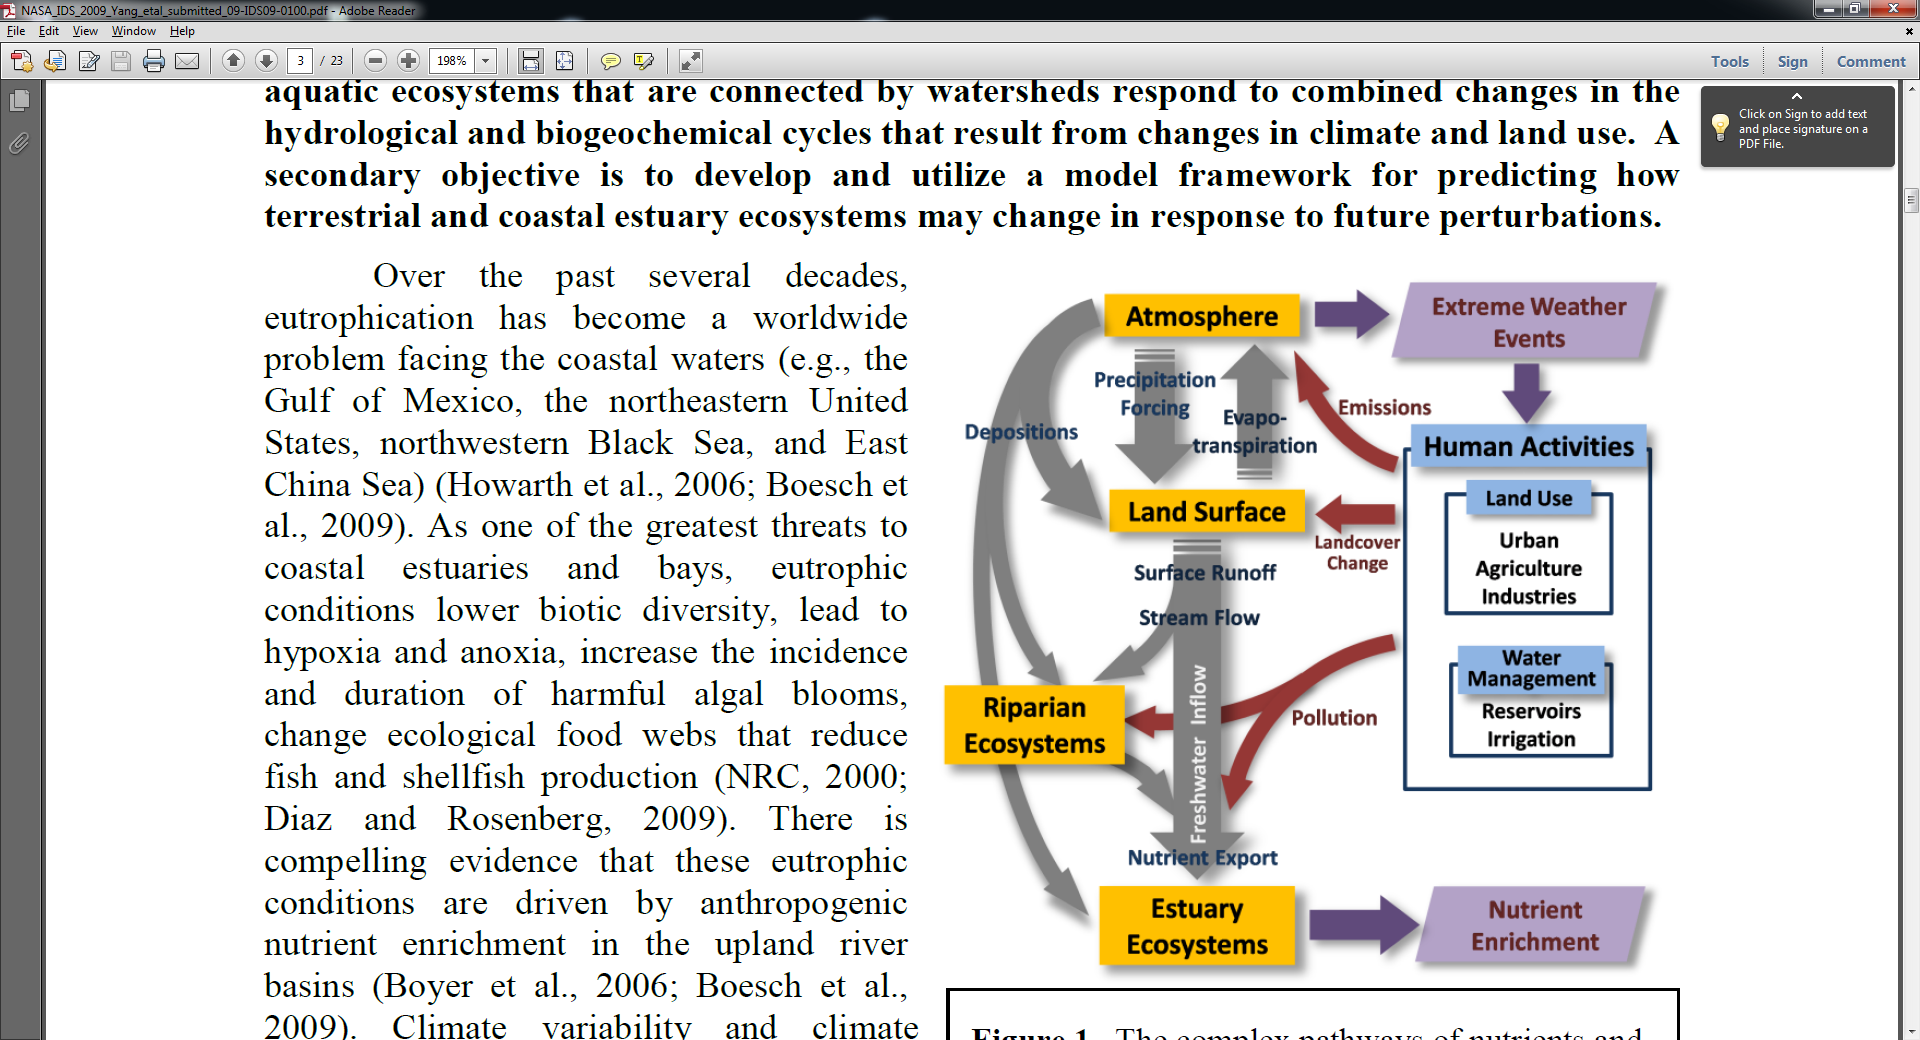 NASA_IDS_2009_Yang_etal_submitted_09-IDS09-0100.pdf - Adobe Reader
File Edit View Window Help
3 / 23 198%
Tools Sign Comment
Click on Sign to add text
and place signature on a
PDF File.
aquatic ecosystems that are connected by watersheds respond to combined changes in the
hydrological and biogeochemical cycles that result from changes in climate and land use. A
secondary objective is to develop and utilize a model framework for predicting how
terrestrial and coastal estuary ecosystems may change in response to future perturbations.
Over the past several decades,
eutrophication has become a worldwide
problem facing the coastal waters (e.g., the
Gulf of Mexico, the northeastern United
States, northwestern Black Sea, and East
China Sea) (Howarth et al., 2006; Boesch et
al., 2009). As one of the greatest threats to
coastal estuaries and bays, eutrophic
conditions lower biotic diversity, lead to
hypoxia and anoxia, increase the incidence
and duration of harmful algal blooms,
change ecological food webs that reduce
fish and shellfish production (NRC, 2000;
Diaz and Rosenberg, 2009). There is
compelling evidence that these eutrophic
conditions are driven by anthropogenic
nutrient enrichment in the upland river
basins (Boyer et al., 2006; Boesch et al.,
2009). Climate variability and climate
Atmosphere
Extreme Weather
Events
Precipitation
Forcing
Depositions
Evapo-
transpiration
Emissions
Human Activities
Land Use
Urban
Agriculture
Industries
Water
Management
Reservoirs
Irrigation
Land Surface
Landcover
Change
Surface Runoff
Stream Flow
Freshwater Inflow
Riparian
Ecosystems
Pollution
Nutrient Export
Estuary
Ecosystems
Nutrient
Enrichment
Figure 1. The complex pathways of nutrients and